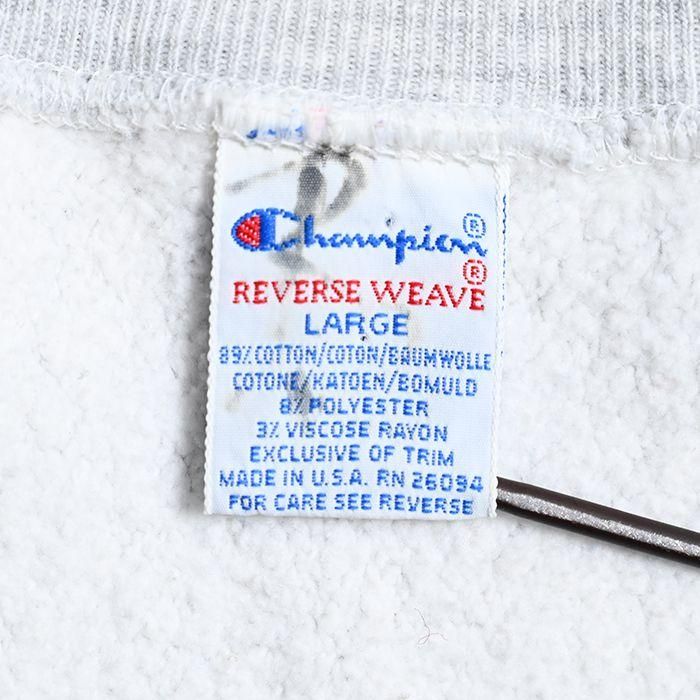 Champion®
REVERSE WEAVE®
LARGE
89% COTTON/COTON/BAUMWOLLE
COTONE/KATOEN/BOMULD
8% POLYESTER
3% VISCOSE RAYON
EXCLUSIVE OF TRIM
MADE IN U.S.A. RN 26094
FOR CARE SEE REVERSE